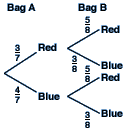 Bag A Bag B
5/8
Red
3/7
Red
3/8
Blue
5/8
Red
4/7
Blue
3/8
Blue